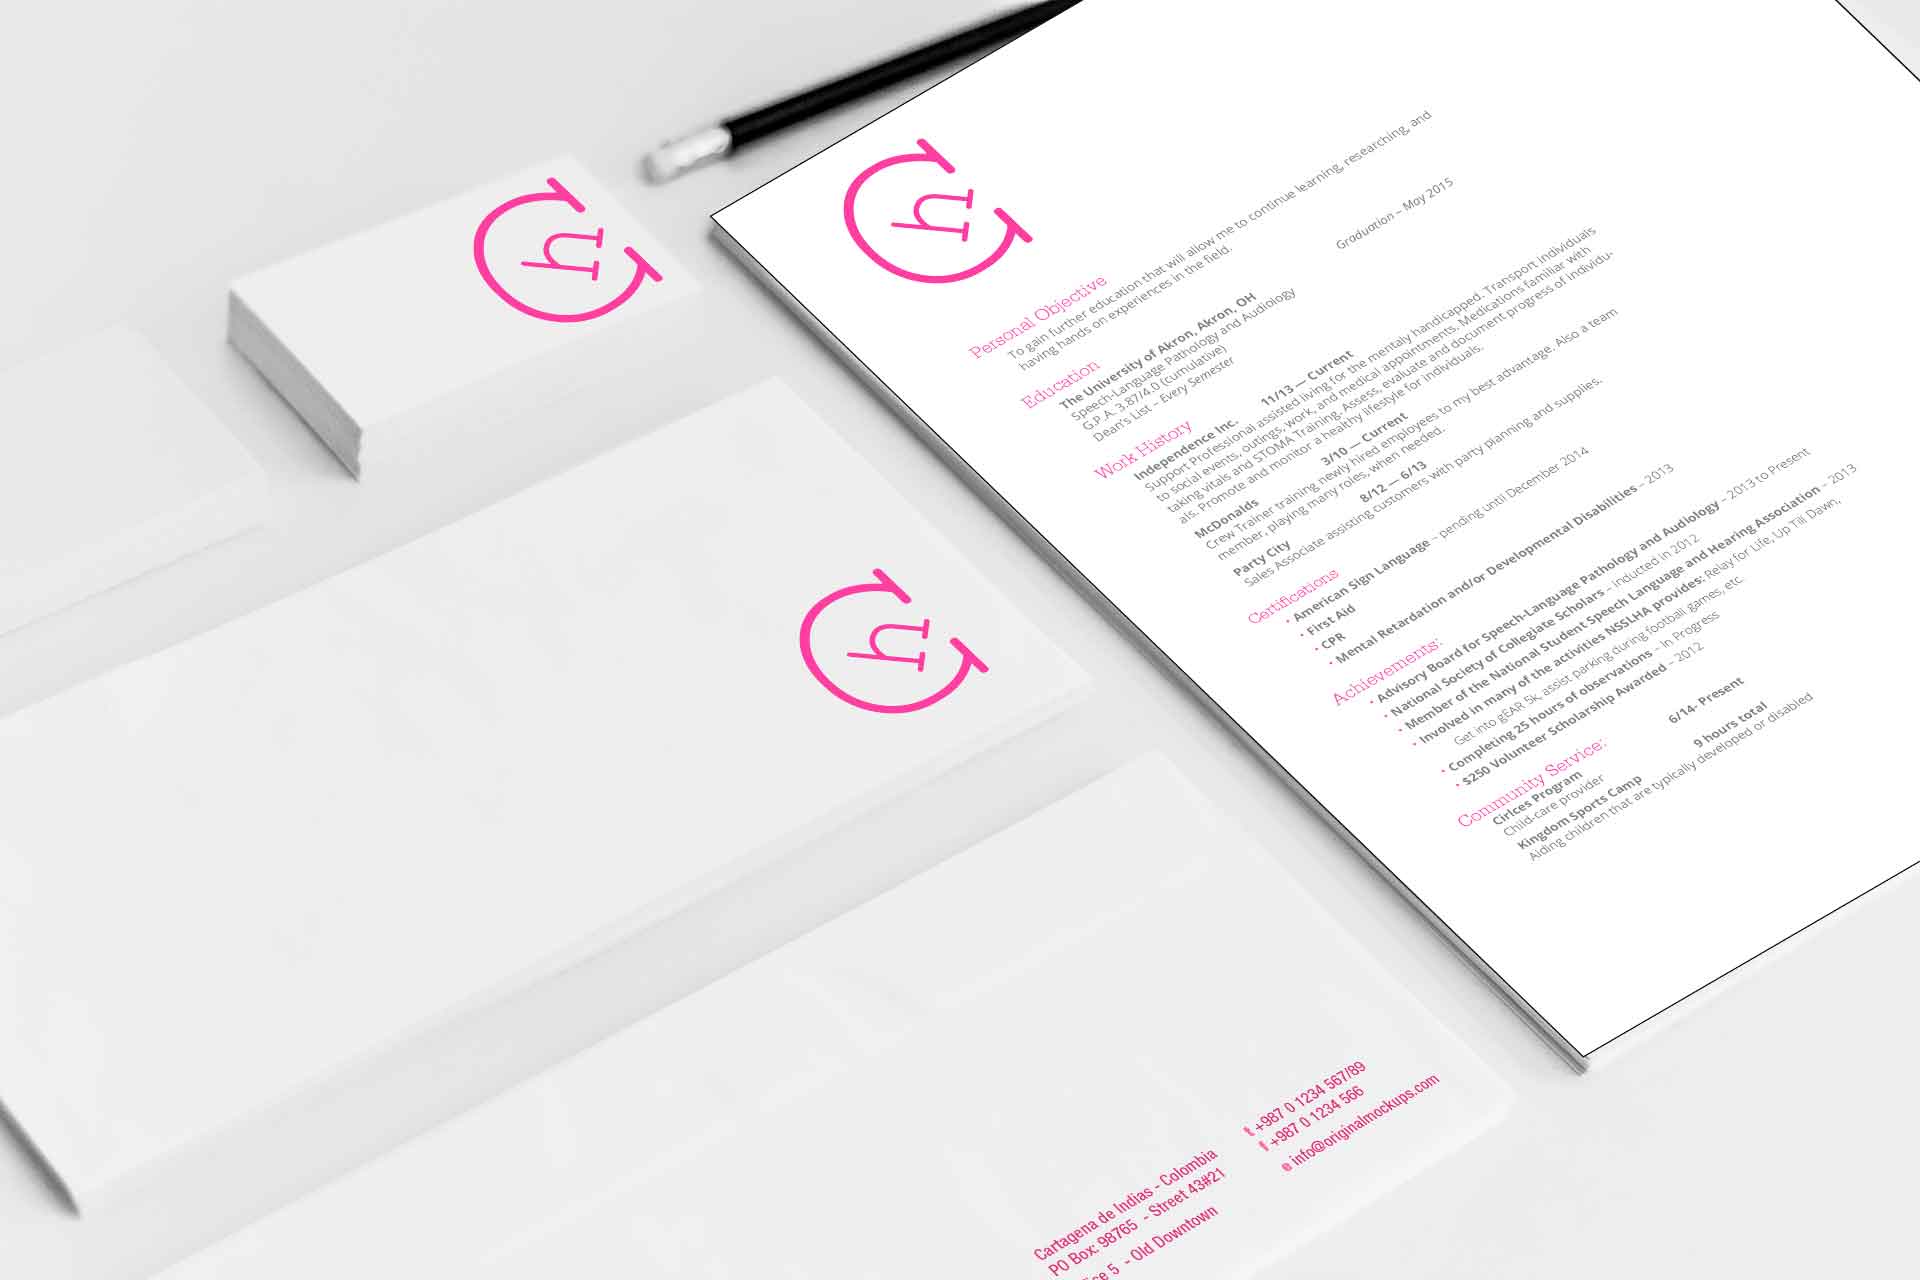 Personal Objective
To gain further education that will allow me to continue learning, researching, and
having hands on experiences in the field.
Education
The University of Akron, Akron, OH
Graduation – May 2015
Speech-Language Pathology and Audiology
G.P.A. 3.87/4.0 (cumulative)
Dean's List – Every Semester
Work History
Independence Inc. 11/13 — Current
Support Professional assisted living for the mentaly handicapped. Transport individuals
to social events, outings, work, and medical appointments. Medications familiar with
taking vitals and STOMA Training. Assess, evaluate and document progress of individu-
als. Promote and monitor a healthy lifestyle for individuals.
McDonalds 3/10 — Current
Crew Trainer training newly hired employees to my best advantage. Also a team
member, playing many roles, when needed.
Party City 8/12 — 6/13
Sales Associate assisting customers with party planning and supplies.
Certifications
• American Sign Language – pending until December 2014
• First Aid
• CPR
• Mental Retardation and/or Developmental Disabilities – 2013
Achievements:
• Advisory Board for Speech-Language Pathology and Audiology – 2013 to Present
• National Society of Collegiate Scholars – inducted in 2012
• Member of the National Student Speech Language and Hearing Association – 2013
• Involved in many of the activities NSSLHA provides: Relay for Life, Up Till Dawn,
Get into gEAR 5k, assist parking during football games, etc.
• Completing 25 hours of observations – In Progress
• $250 Volunteer Scholarship Awarded – 2012
Community Service:
Cirlces Program 6/14- Present
Child-care provider
Kingdom Sports Camp 9 hours total
Aiding children that are typically developed or disabled
Ch
Ch
Ch
Cartagena de Indias - Colombia
PO Box: 98765 - Street 43#21
ce 5 - Old Downtown
t +987 0 1234 567/89
f +987 0 1234 566
e info@originalmockups.com